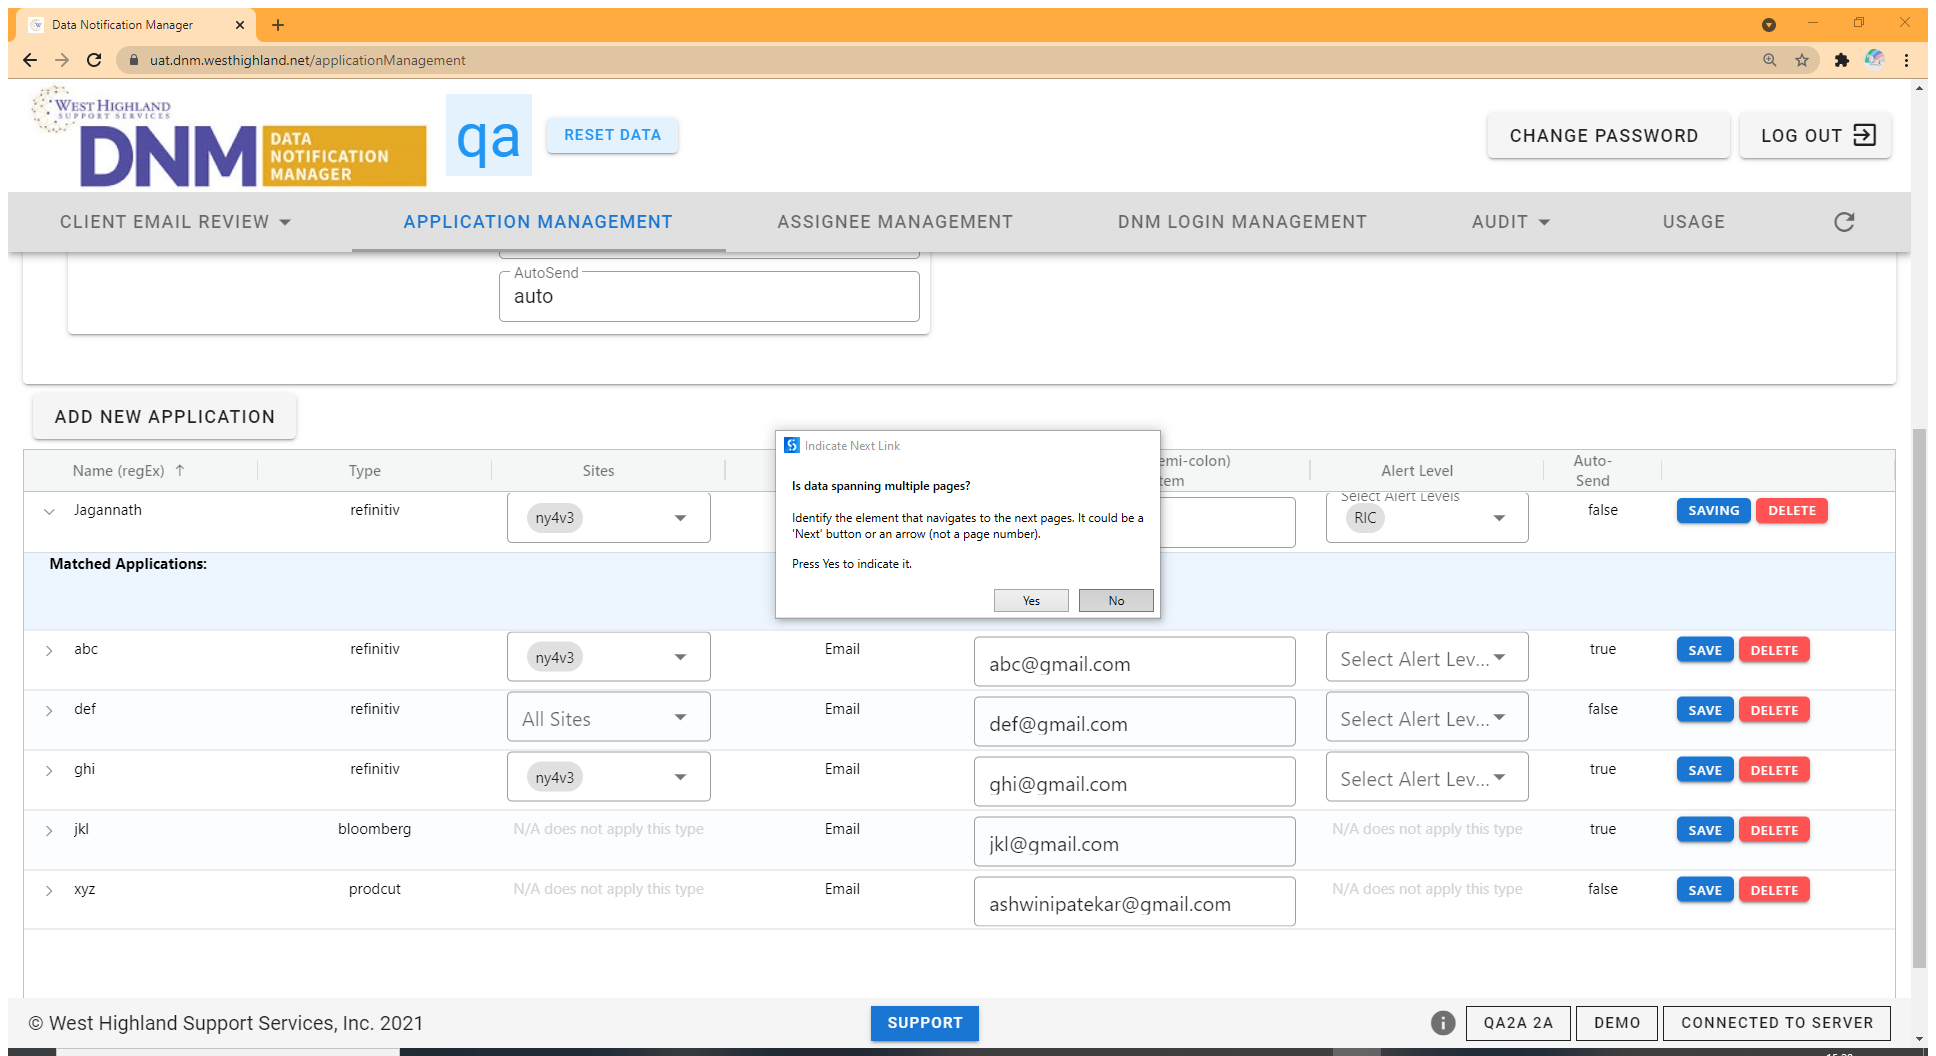 Data Notification Manager
uat.dnm.westhighland.net/applicationManagement
WEST HIGHLAND
SUPPORT SERVICES
DNM DATA NOTIFICATION MANAGER
qa
RESET DATA
CHANGE PASSWORD
LOG OUT
CLIENT EMAIL REVIEW
APPLICATION MANAGEMENT
ASSIGNEE MANAGEMENT
DNM LOGIN MANAGEMENT
AUDIT
USAGE
AutoSend
auto
ADD NEW APPLICATION
Name (regEx) Type Sites emi-colon) Alert Level Auto-
tem Send
Jagannath refinitiv ny4v3 Select Alert Levels RIC false SAVING DELETE
Matched Applications:
Indicate Next Link
Is data spanning multiple pages?
Identify the element that navigates to the next pages. It could be a
'Next' button or an arrow (not a page number).
Press Yes to indicate it.
Yes No
abc refinitiv ny4v3 Email abc@gmail.com Select Alert Lev... true SAVE DELETE
def refinitiv All Sites Email def@gmail.com Select Alert Lev... false SAVE DELETE
ghi refinitiv ny4v3 Email ghi@gmail.com Select Alert Lev... true SAVE DELETE
jkl bloomberg N/A does not apply this type Email jkl@gmail.com N/A does not apply this type true SAVE DELETE
xyz prodcut N/A does not apply this type Email ashwinipatekar@gmail.com N/A does not apply this type false SAVE DELETE
© West Highland Support Services, Inc. 2021
SUPPORT
QA2A 2A
DEMO
CONNECTED TO SERVER